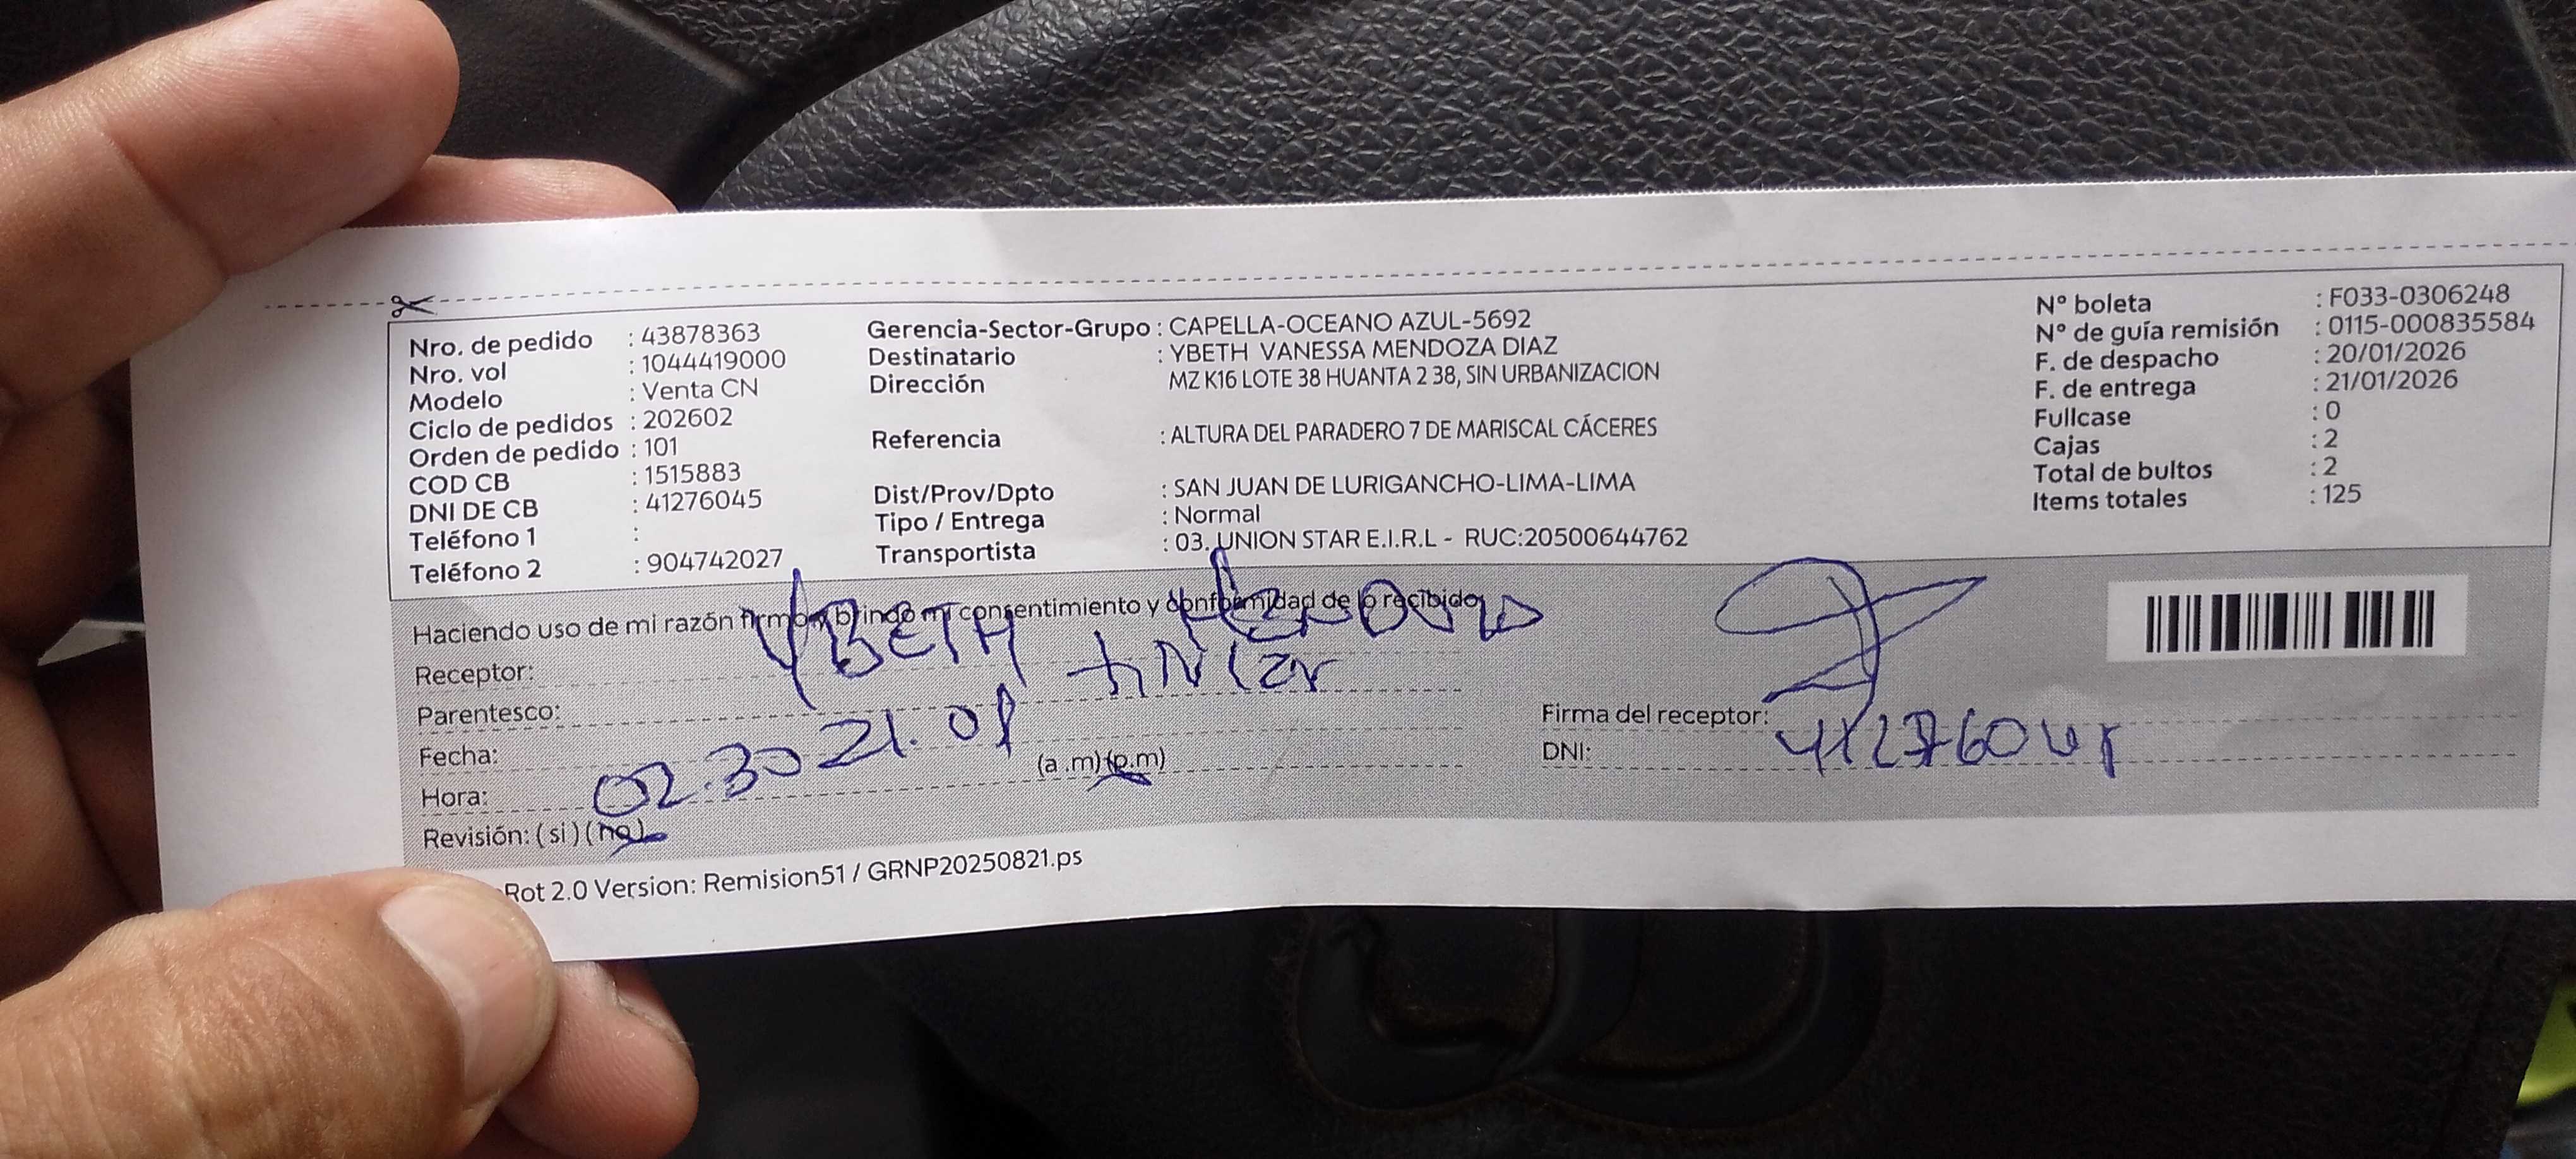 Nro. de pedido : 43878363
Nro. vol : 1044419000
Modelo : Venta CN
Ciclo de pedidos : 202602
Orden de pedido : 101
COD CB : 1515883
DNI DE CB : 41276045
Teléfono 1 :
Teléfono 2 : 904742027
Gerencia-Sector-Grupo : CAPELLA-OCEANO AZUL-5692
Destinatario : YBETH VANESSA MENDOZA DIAZ
Dirección MZ K16 LOTE 38 HUANTA 2 38, SIN URBANIZACION
Referencia : ALTURA DEL PARADERO 7 DE MARISCAL CÁCERES
Dist/Prov/Dpto : SAN JUAN DE LURIGANCHO-LIMA-LIMA
Tipo / Entrega : Normal
Transportista : 03. UNION STAR E.I.R.L - RUC:20500644762
N° boleta : F033-0306248
N° de guía remisión : 0115-000835584
F. de despacho : 20/01/2026
F. de entrega : 21/01/2026
Fullcase : 0
Cajas : 2
Total de bultos : 2
Items totales : 125
Haciendo uso de mi razón firmo y brindo mi consentimiento y conformidad de lo recibido
Receptor: YBETH MENDOZA
Parentesco:
Fecha: 21.01
Hora: 02.30 (a .m) (p.m)
Revisión: (si) (no)
Firma del receptor:
DNI: 41276045
Rot 2.0 Version: Remision51 / GRNP20250821.ps